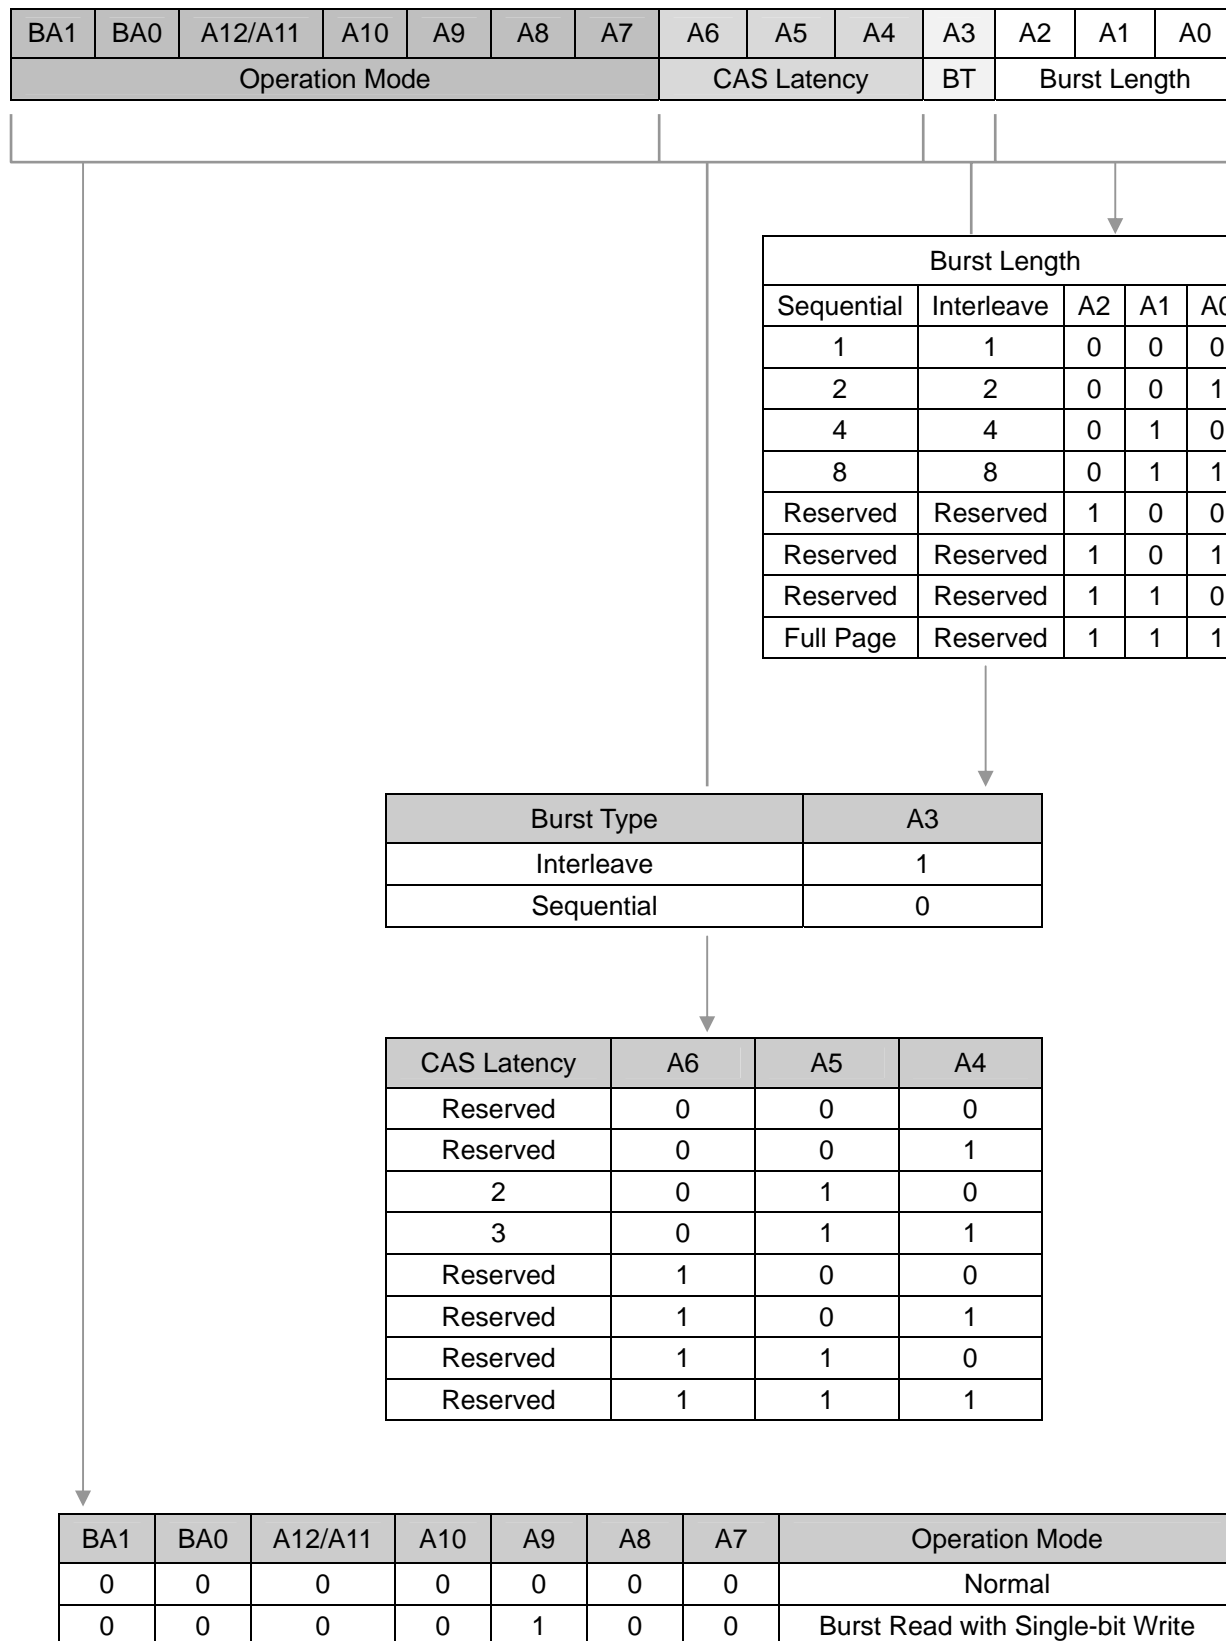 BA1 BA0 A12/A11 A10 A9 A8 A7 A6 A5 A4 A3 A2 A1 A0
Operation Mode CAS Latency BT Burst Length
Burst Length
Sequential Interleave A2 A1 A0
1 1 0 0 0
2 2 0 0 1
4 4 0 1 0
8 8 0 1 1
Reserved Reserved 1 0 0
Reserved Reserved 1 0 1
Reserved Reserved 1 1 0
Full Page Reserved 1 1 1
Burst Type A3
Interleave 1
Sequential 0
CAS Latency A6 A5 A4
Reserved 0 0 0
Reserved 0 0 1
2 0 1 0
3 0 1 1
Reserved 1 0 0
Reserved 1 0 1
Reserved 1 1 0
Reserved 1 1 1
BA1 BA0 A12/A11 A10 A9 A8 A7 Operation Mode
0 0 0 0 0 0 0 Normal
0 0 0 0 1 0 0 Burst Read with Single-bit Write